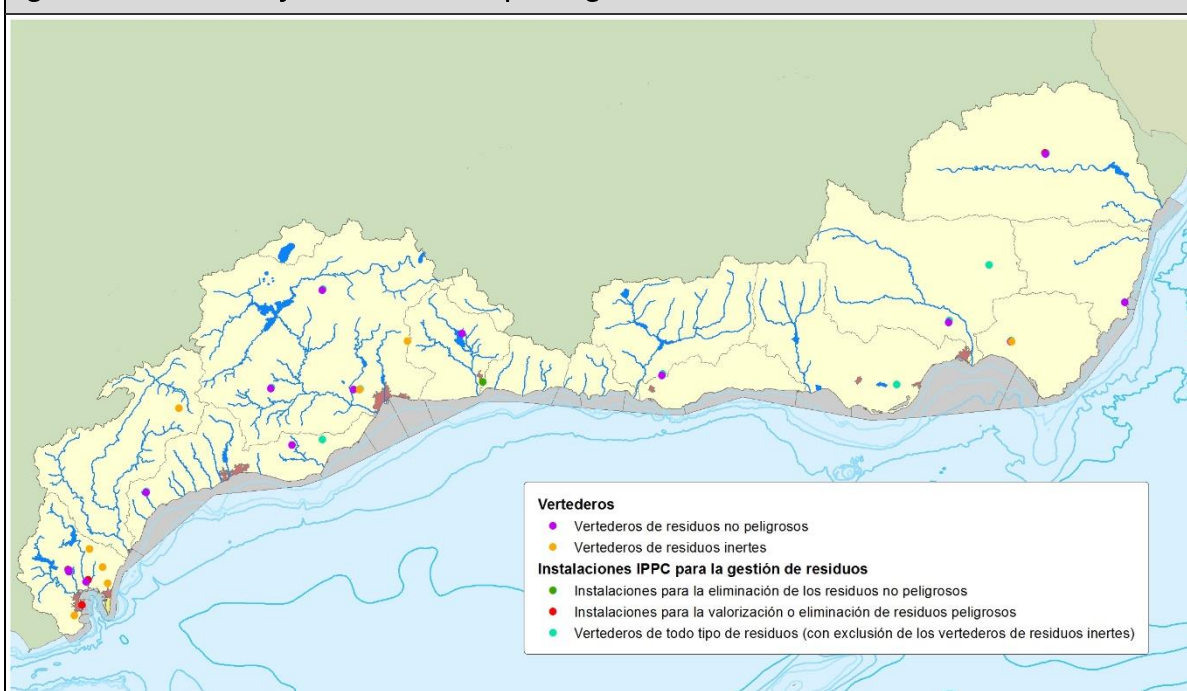 Vertederos
Vertederos de residuos no peligrosos
Vertederos de residuos inertes
Instalaciones IPPC para la gestión de residuos
Instalaciones para la eliminación de los residuos no peligrosos
Instalaciones para la valorización o eliminación de residuos peligrosos
Vertederos de todo tipo de residuos (con exclusión de los vertederos de residuos inertes)